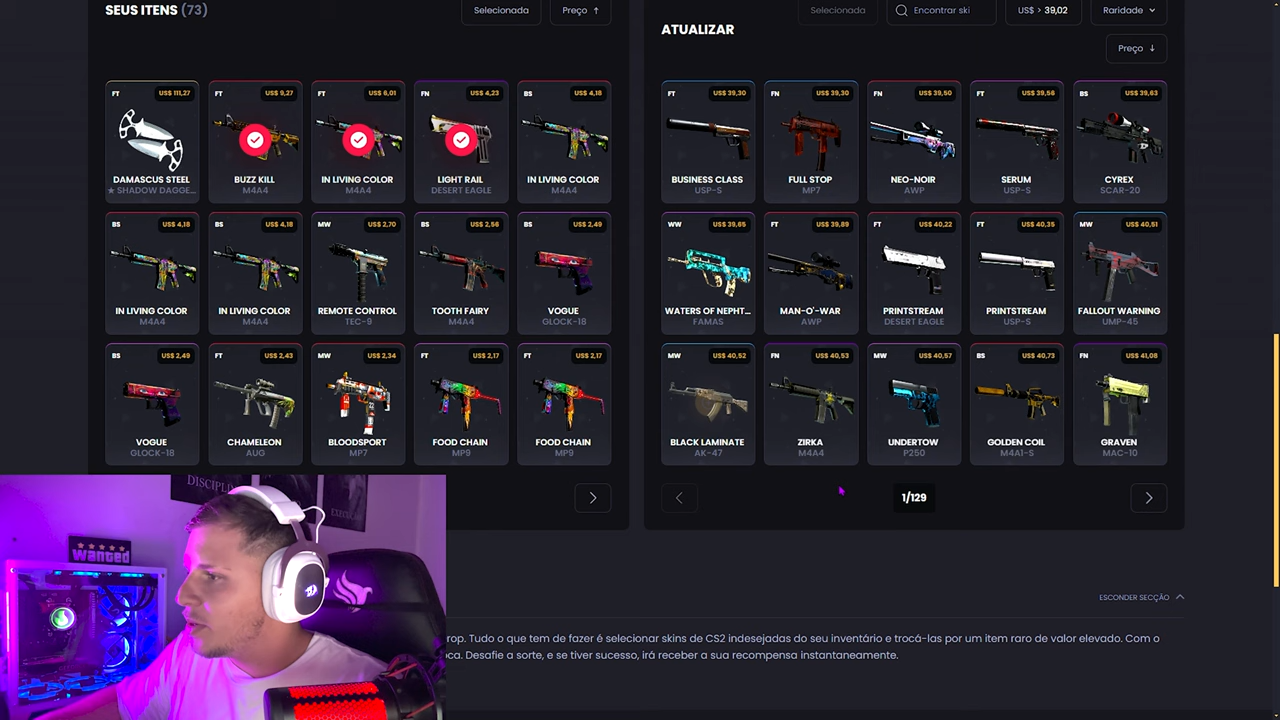 SEUS ITENS (73)
Selecionada
Preço ↑
Selecionada
Encontrar ski
US$ > 39,02
Raridade
ATUALIZAR
Preço ↓
FT US$ 111,27
DAMASCUS STEEL
★ SHADOW DAGGE...
FT US$ 9,27
BUZZ KILL
M4A4
FT US$ 6,01
IN LIVING COLOR
M4A4
FN US$ 4,23
LIGHT RAIL
DESERT EAGLE
BS US$ 4,18
IN LIVING COLOR
M4A4
BS US$ 4,18
IN LIVING COLOR
M4A4
BS US$ 4,18
IN LIVING COLOR
M4A4
MW US$ 2,70
REMOTE CONTROL
TEC-9
BS US$ 2,56
TOOTH FAIRY
M4A4
BS US$ 2,49
VOGUE
GLOCK-18
BS US$ 2,49
VOGUE
GLOCK-18
FT US$ 2,43
CHAMELEON
AUG
MW US$ 2,34
BLOODSPORT
MP7
FT US$ 2,17
FOOD CHAIN
MP9
FT US$ 2,17
FOOD CHAIN
MP9
FT US$ 39,30
BUSINESS CLASS
USP-S
FN US$ 39,30
FULL STOP
MP7
FN US$ 39,50
NEO-NOIR
AWP
FT US$ 39,56
SERUM
USP-S
BS US$ 39,63
CYREX
SCAR-20
WW US$ 39,65
WATERS OF NEPHT...
FAMAS
FT US$ 39,89
MAN-O'-WAR
AWP
FT US$ 40,22
PRINTSTREAM
DESERT EAGLE
FT US$ 40,35
PRINTSTREAM
USP-S
MW US$ 40,51
FALLOUT WARNING
UMP-45
MW US$ 40,52
BLACK LAMINATE
AK-47
FN US$ 40,53
ZIRKA
M4A4
MW US$ 40,57
UNDERTOW
P250
BS US$ 40,73
GOLDEN COIL
M4A1-S
FN US$ 41,08
GRAVEN
MAC-10
1/129
ESCONDER SECÇÃO
rop. Tudo o que tem de fazer é selecionar skins de CS2 indesejadas do seu inventário e trocá-las por um item raro de valor elevado. Com o
oca. Desafie a sorte, e se tiver sucesso, irá receber a sua recompensa instantaneamente.
DISCIPL
wanted